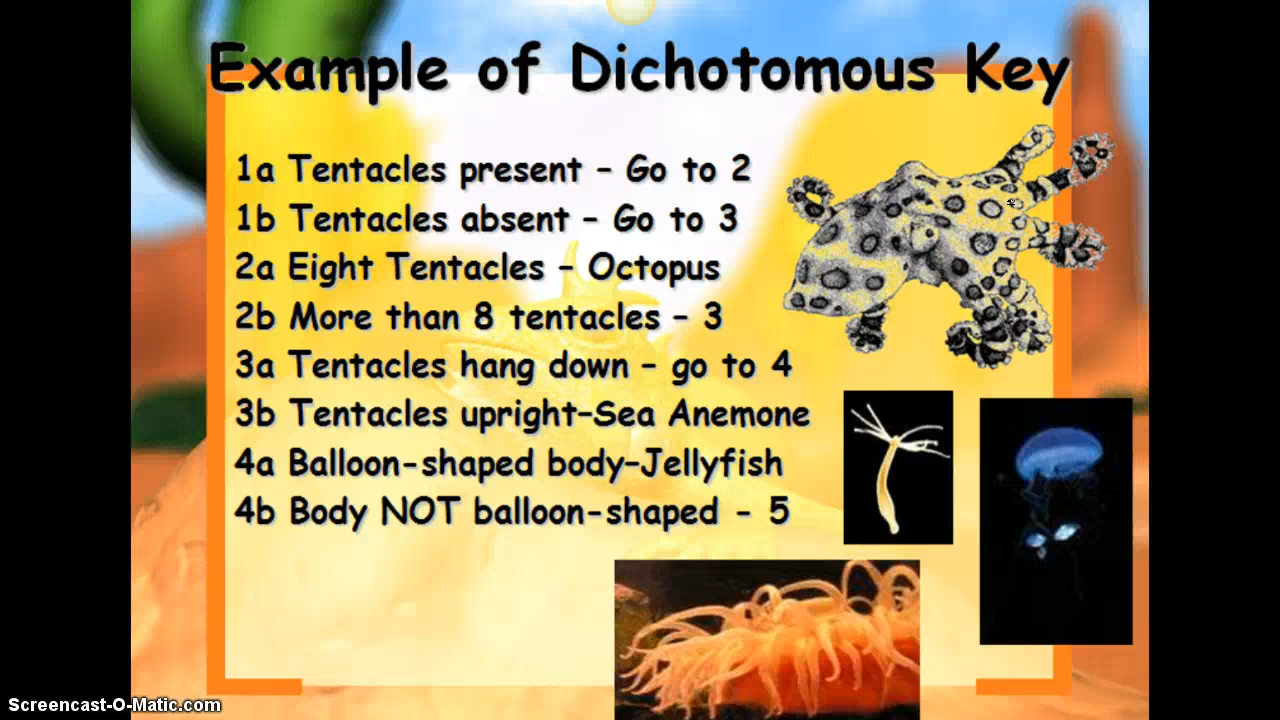 Example of Dichotomous Key
1a Tentacles present – Go to 2
1b Tentacles absent – Go to 3
2a Eight Tentacles – Octopus
2b More than 8 tentacles – 3
3a Tentacles hang down – go to 4
3b Tentacles upright–Sea Anemone
4a Balloon-shaped body–Jellyfish
4b Body NOT balloon-shaped - 5
Screencast-O-Matic.com